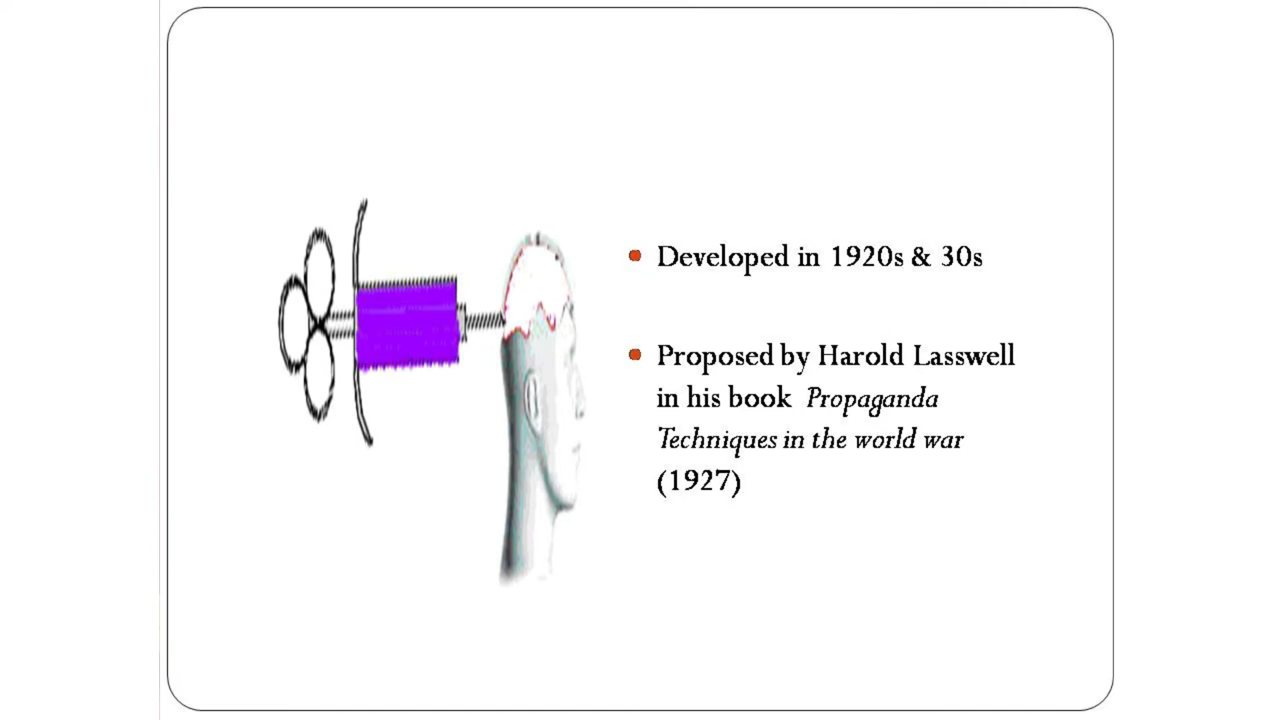 Developed in 1920s & 30s
Proposed by Harold Lasswell
in his book Propaganda
Techniques in the world war
(1927)